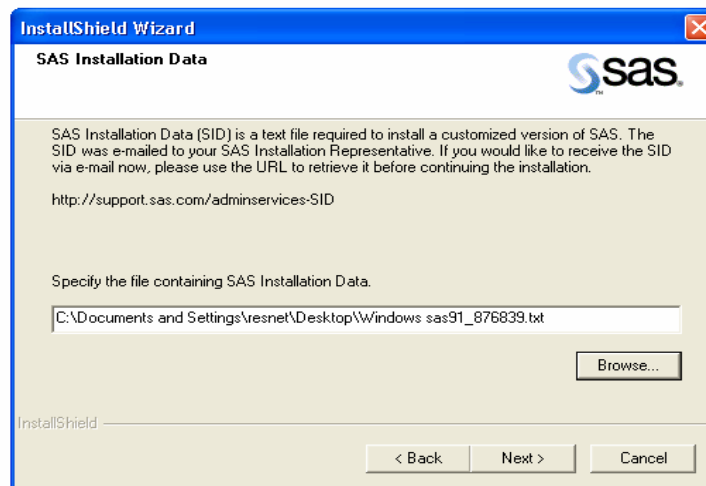 InstallShield Wizard
SAS Installation Data
sas.
TM
SAS Installation Data (SID) is a text file required to install a customized version of SAS. The
SID was e-mailed to your SAS Installation Representative. If you would like to receive the SID
via e-mail now, please use the URL to retrieve it before continuing the installation.
http://support.sas.com/adminservices-SID
Specify the file containing SAS Installation Data.
C:\Documents and Settings\resnet\Desktop\Windows sas91_876839.txt
Browse...
InstallShield
< Back
Next >
Cancel